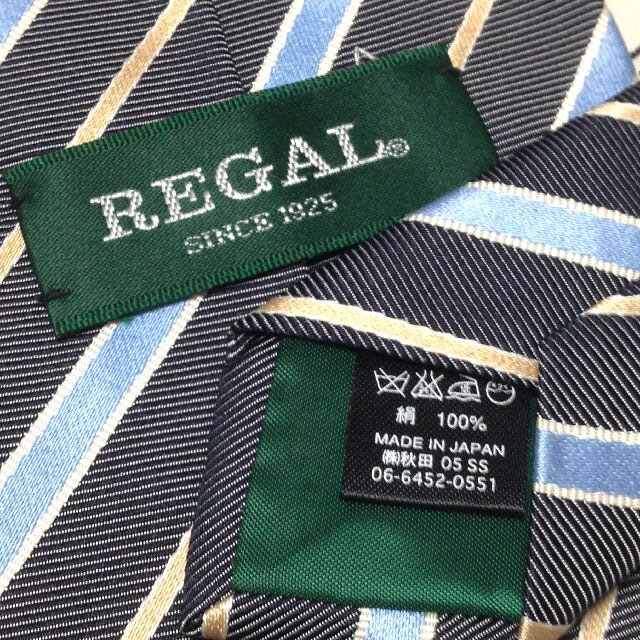 REGAL®
SINCE 1925
絹 100%
MADE IN JAPAN
㈱秋田 05 SS
06-6452-0551